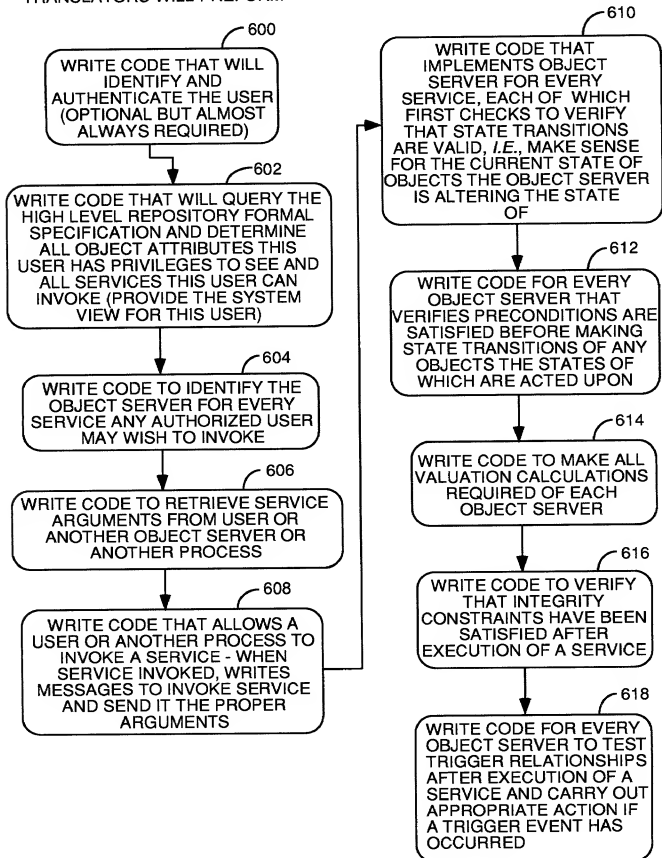 TRANSLATORS WILL PREFORM
600
WRITE CODE THAT WILL
IDENTIFY AND
AUTHENTICATE THE USER
(OPTIONAL BUT ALMOST
ALWAYS REQUIRED)
602
WRITE CODE THAT WILL QUERY THE
HIGH LEVEL REPOSITORY FORMAL
SPECIFICATION AND DETERMINE
ALL OBJECT ATTRIBUTES THIS
USER HAS PRIVILEGES TO SEE AND
ALL SERVICES THIS USER CAN
INVOKE (PROVIDE THE SYSTEM
VIEW FOR THIS USER)
604
WRITE CODE TO IDENTIFY THE
OBJECT SERVER FOR EVERY
SERVICE ANY AUTHORIZED USER
MAY WISH TO INVOKE
606
WRITE CODE TO RETRIEVE SERVICE
ARGUMENTS FROM USER OR
ANOTHER OBJECT SERVER OR
ANOTHER PROCESS
608
WRITE CODE THAT ALLOWS A
USER OR ANOTHER PROCESS TO
INVOKE A SERVICE - WHEN
SERVICE INVOKED, WRITES
MESSAGES TO INVOKE SERVICE
AND SEND IT THE PROPER
ARGUMENTS
610
WRITE CODE THAT
IMPLEMENTS OBJECT
SERVER FOR EVERY
SERVICE, EACH OF WHICH
FIRST CHECKS TO VERIFY
THAT STATE TRANSITIONS
ARE VALID, I.E., MAKE SENSE
FOR THE CURRENT STATE OF
OBJECTS THE OBJECT SERVER
IS ALTERING THE STATE
OF
612
WRITE CODE FOR EVERY
OBJECT SERVER THAT
VERIFIES PRECONDITIONS ARE
SATISFIED BEFORE MAKING
STATE TRANSITIONS OF ANY
OBJECTS THE STATES OF
WHICH ARE ACTED UPON
614
WRITE CODE TO MAKE ALL
VALUATION CALCULATIONS
REQUIRED OF EACH
OBJECT SERVER
616
WRITE CODE TO VERIFY
THAT INTEGRITY
CONSTRAINTS HAVE BEEN
SATISFIED AFTER
EXECUTION OF A SERVICE
618
WRITE CODE FOR EVERY
OBJECT SERVER TO TEST
TRIGGER RELATIONSHIPS
AFTER EXECUTION OF A
SERVICE AND CARRY OUT
APPROPRIATE ACTION IF
A TRIGGER EVENT HAS
OCCURRED